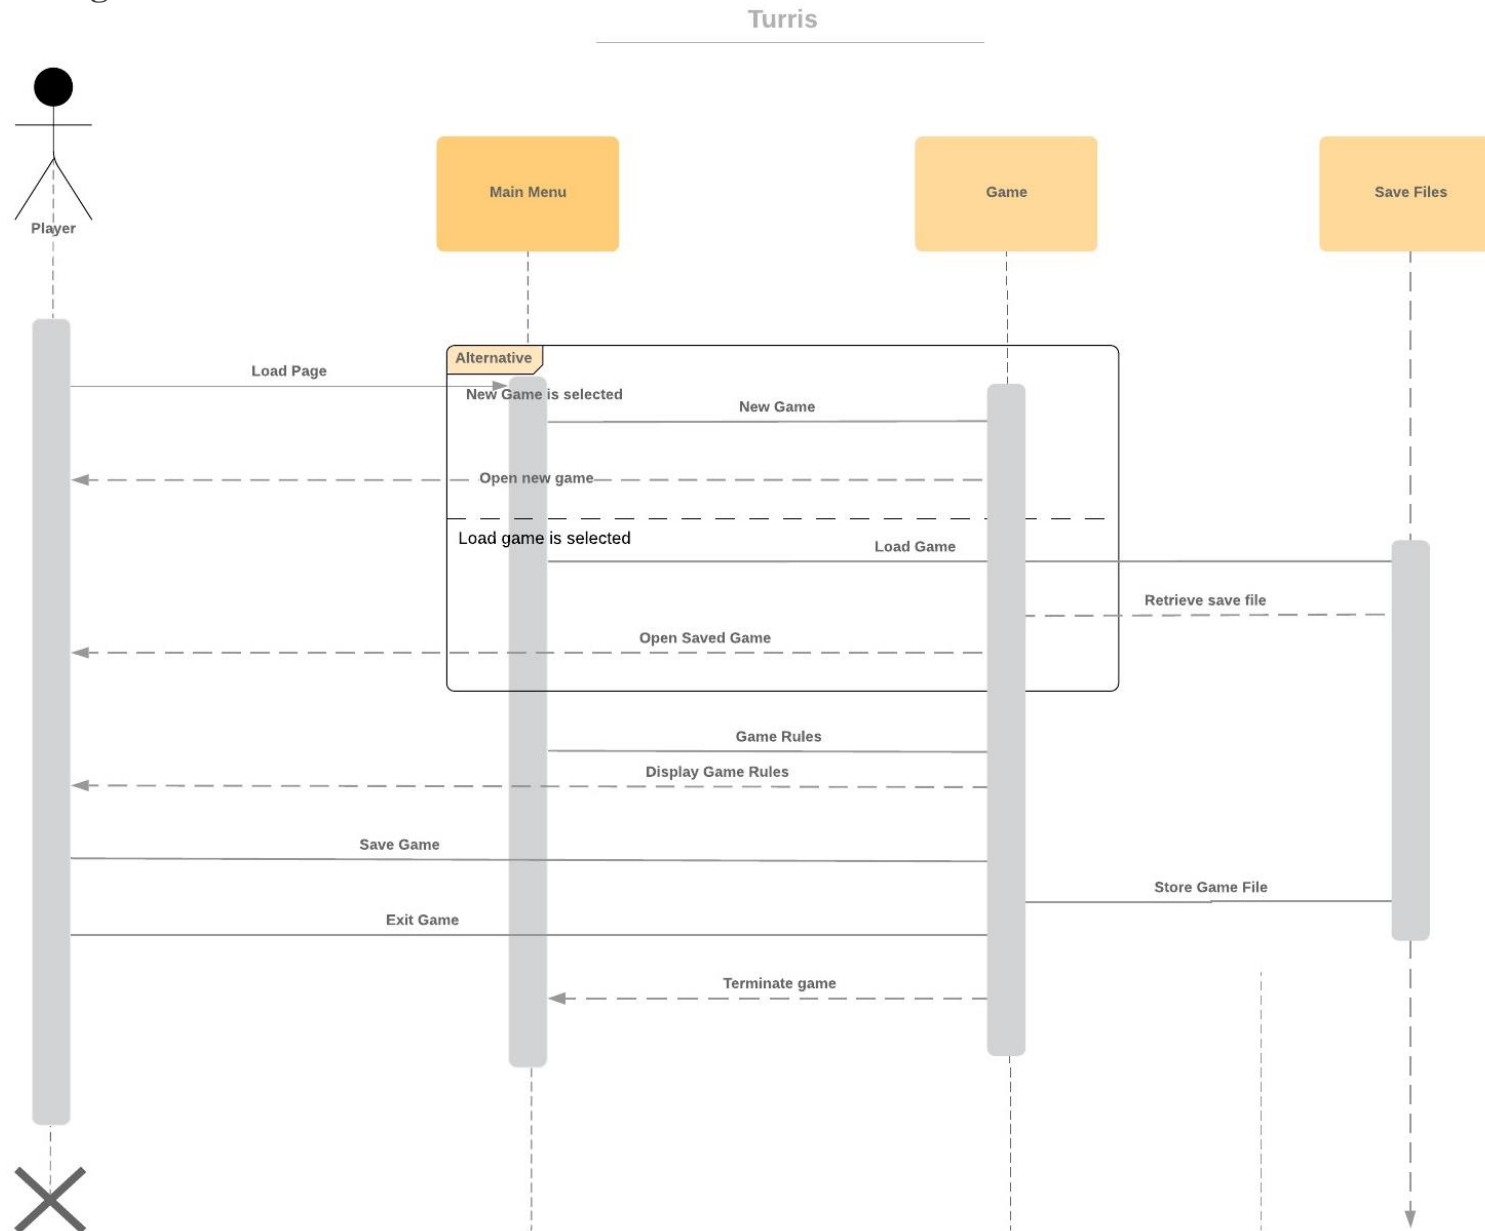 Turris
Player
Main Menu
Game
Save Files
Alternative
Load Page
New Game is selected
New Game
Open new game
Load game is selected
Load Game
Retrieve save file
Open Saved Game
Game Rules
Display Game Rules
Save Game
Store Game File
Exit Game
Terminate game